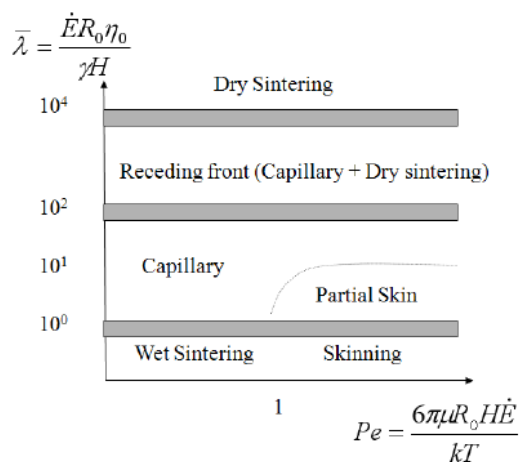 λ̅ = ĖR₀η₀ / γH
Dry Sintering
10⁴
Receding front (Capillary + Dry sintering)
10²
Capillary
10¹
Partial Skin
10⁰
Wet Sintering Skinning
1
Pe = 6πμR₀HĖ / kT